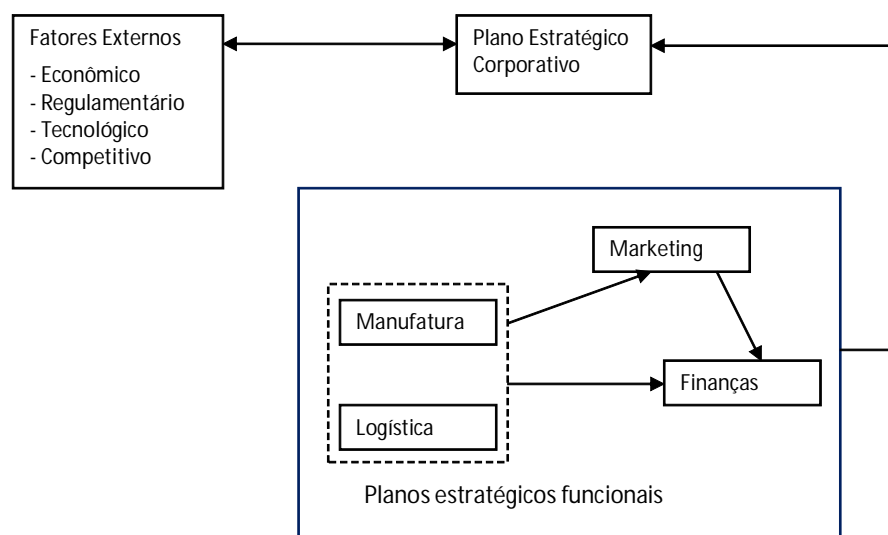 Fatores Externos
- Econômico
- Regulamentário
- Tecnológico
- Competitivo
Plano Estratégico
Corporativo
Marketing
Manufatura
Finanças
Logística
Planos estratégicos funcionais